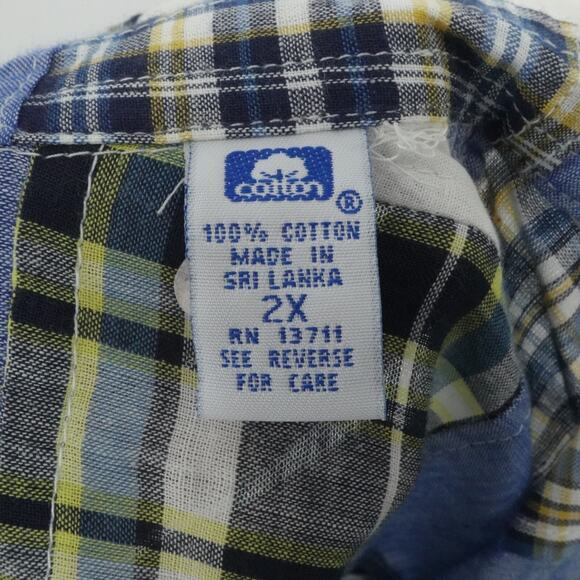 cotton
®
100% COTTON
MADE IN
SRI LANKA
2X
RN 13711
SEE REVERSE
FOR CARE